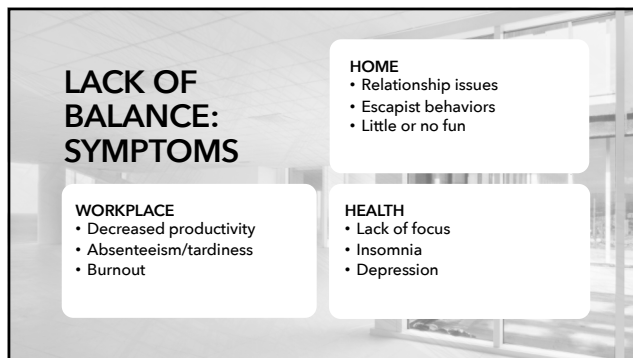 LACK OF
BALANCE:
SYMPTOMS
HOME
• Relationship issues
• Escapist behaviors
• Little or no fun
WORKPLACE
• Decreased productivity
• Absenteeism/tardiness
• Burnout
HEALTH
• Lack of focus
• Insomnia
• Depression